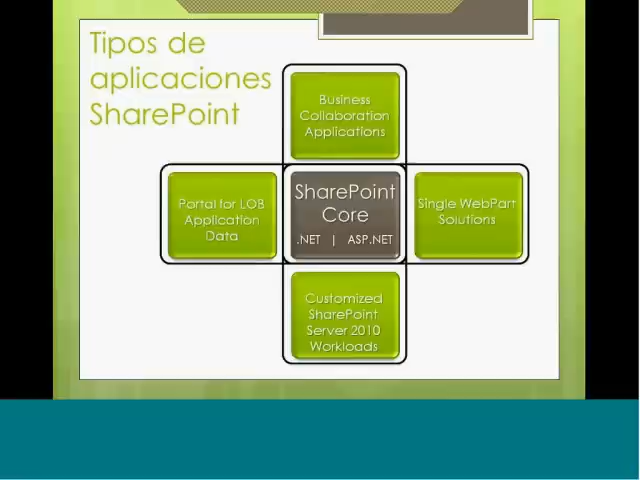 Tipos de
aplicaciones
SharePoint
Business
Collaboration
Applications
Portal for LOB
Application
Data
SharePoint
Core
.NET | ASP.NET
Single WebPart
Solutions
Customized
SharePoint
Server 2010
Workloads